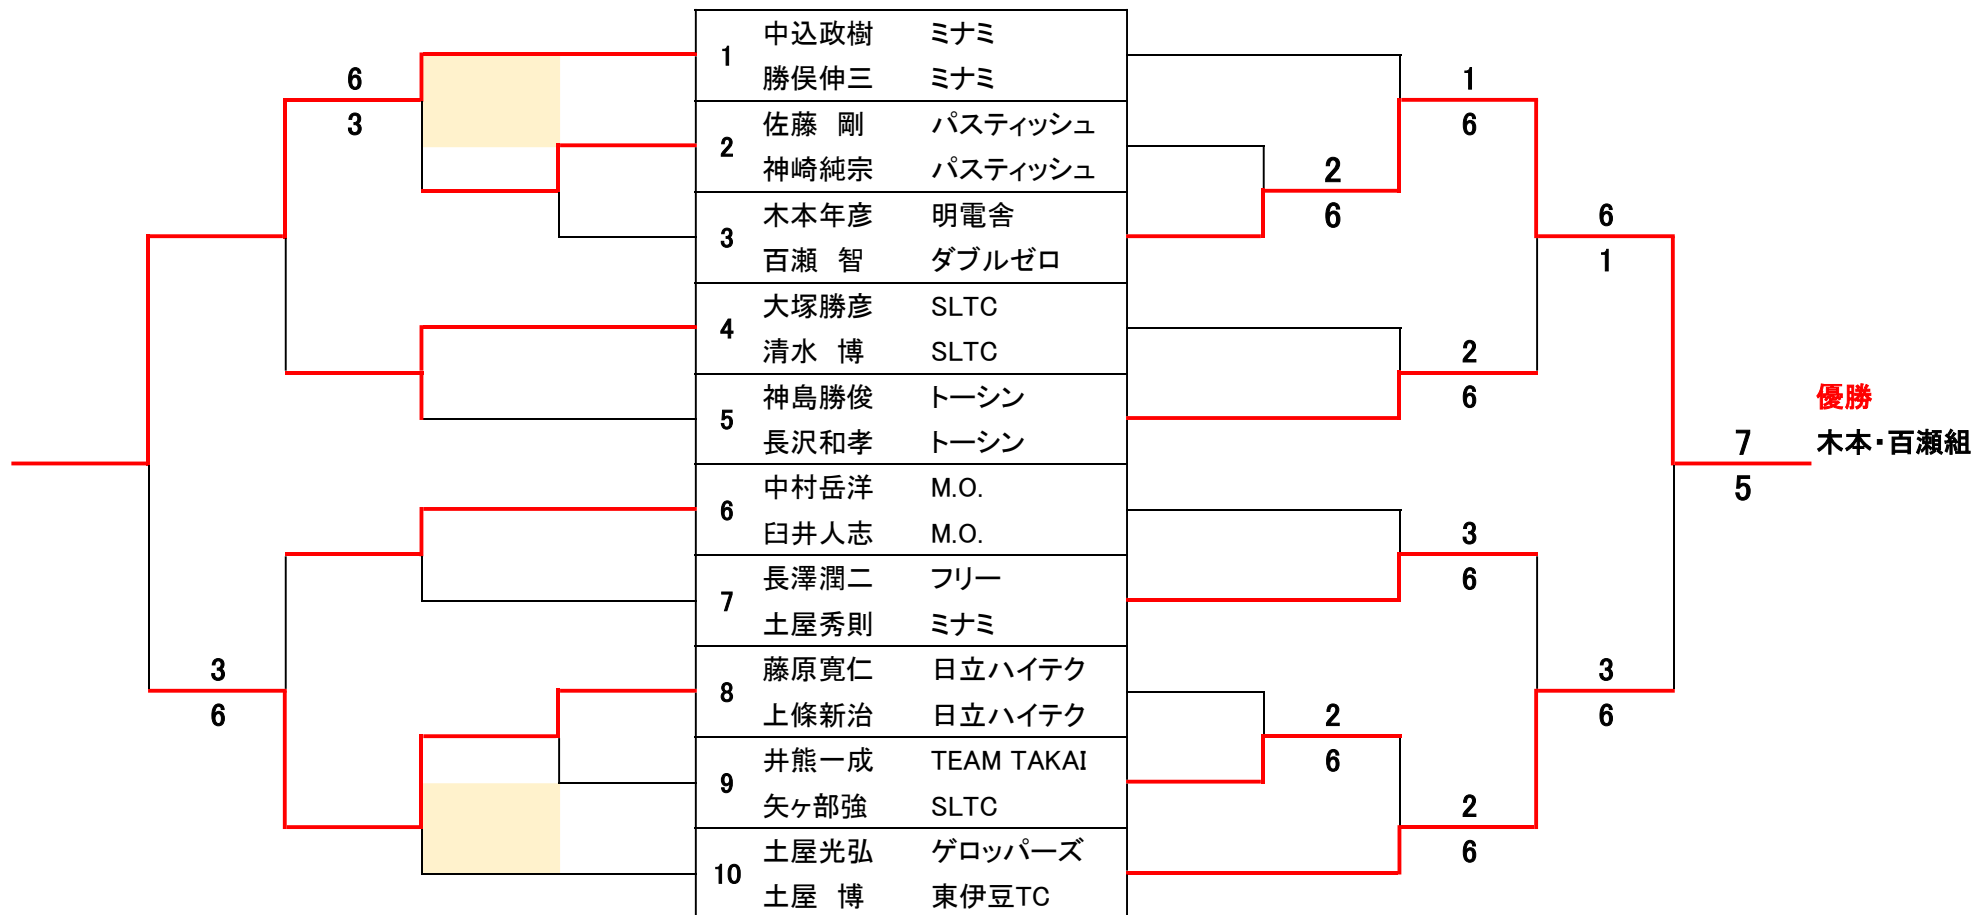 1 中込政樹 ミナミ
勝俣伸三 ミナミ
6 1
3 6
2 佐藤 剛 パスティッシュ
神崎純宗 パスティッシュ
2
6
3 木本年彦 明電舎
百瀬 智 ダブルゼロ
6
1
4 大塚勝彦 SLTC
清水 博 SLTC
2
6
5 神島勝俊 トーシン
長沢和孝 トーシン
優勝
木本・百瀬組
7
5
6 中村岳洋 M.O.
臼井人志 M.O.
3
6
7 長澤潤二 フリー
土屋秀則 ミナミ
3 3
6 6
8 藤原寛仁 日立ハイテク
上條新治 日立ハイテク
2
6
9 井熊一成 TEAM TAKAI
矢ヶ部強 SLTC
2
6
10 土屋光弘 ゲロッパーズ
土屋 博 東伊豆TC